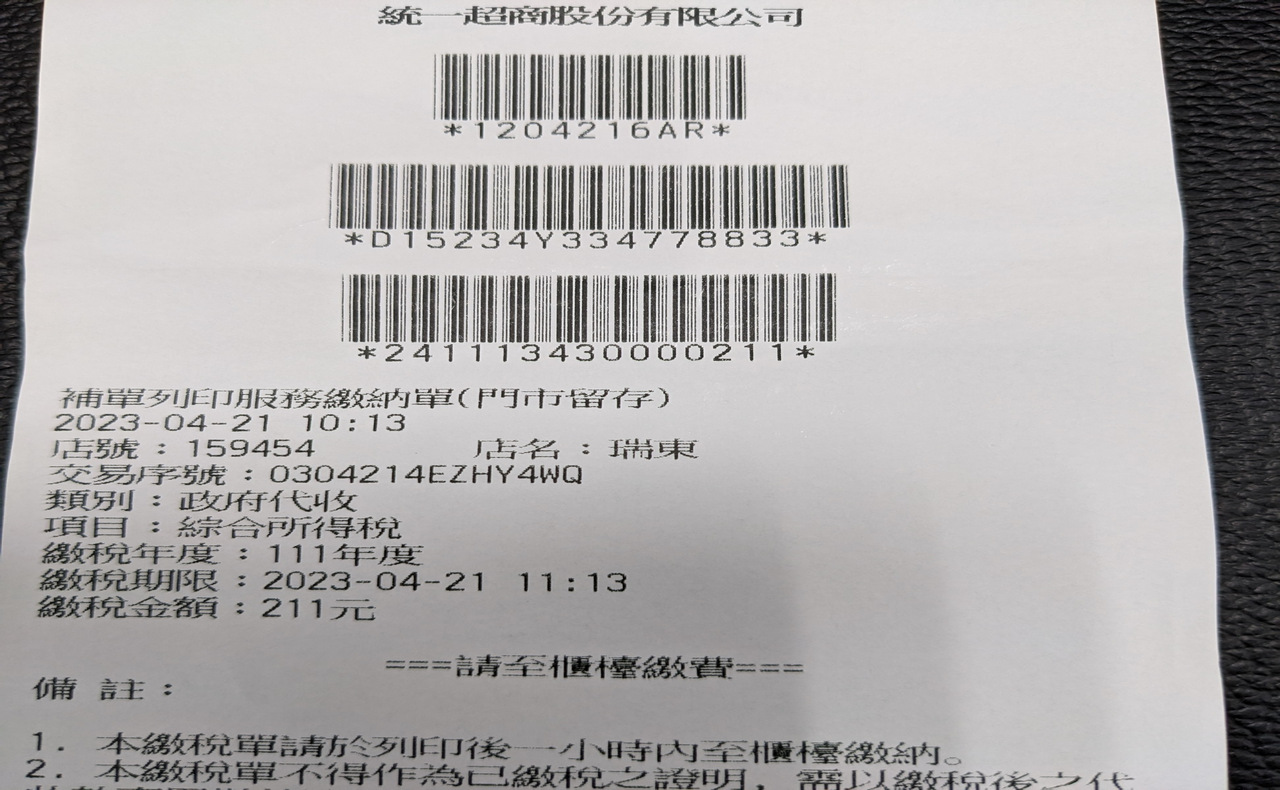 統一超商股份有限公司
*1204216AR*
*D15234Y334778833*
*2411134300002​11*
補單列印服務繳納單(門市留存)
2023-04-21 10:13
店號：159454 店名：瑞東
交易序號：0304214EZHY4WQ
類別：政府代收
項目：綜合所得稅
繳稅年度：111年度
繳稅期限：2023-04-21 11:13
繳稅金額：211元
===請至櫃檯繳費===
備 註：
1. 本繳稅單請於列印後一小時內至櫃檯繳納。
2. 本繳稅單不得作為已繳稅之證明，需以繳稅後之代